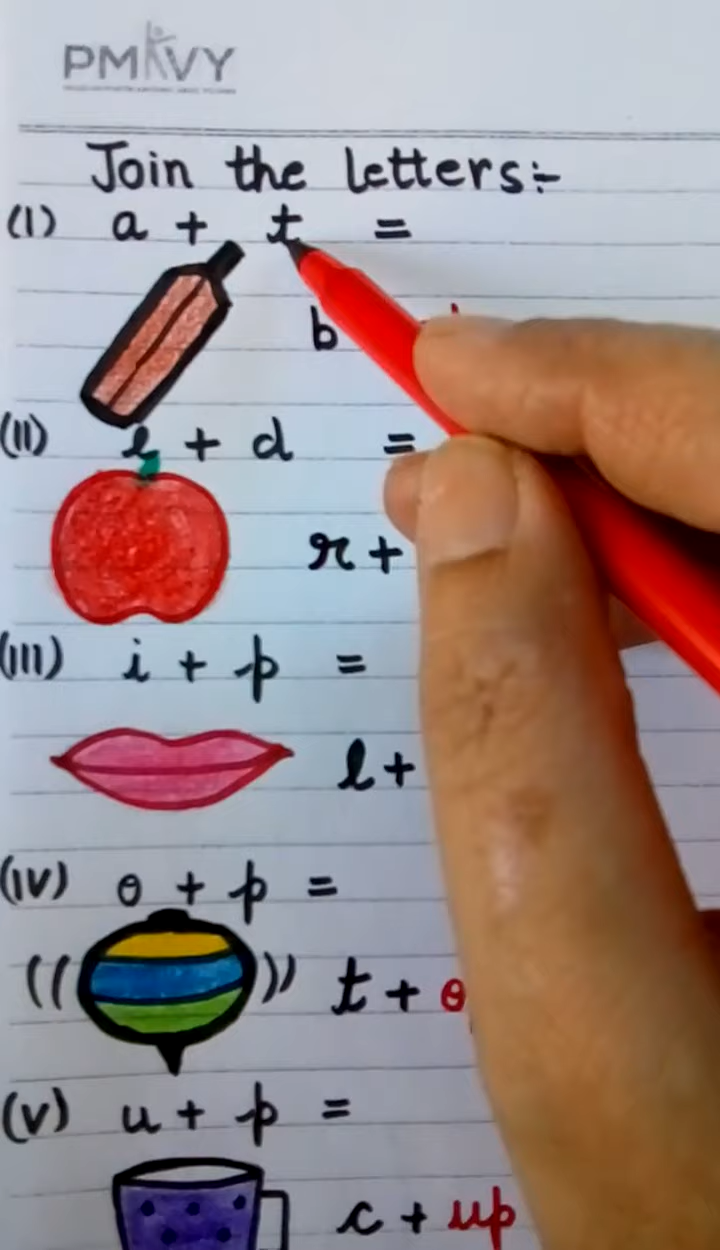 PMKVY
Join the letters:-
(I) a + t =
b
(II) e + d =
r +
(III) i + p =
l +
(IV) o + p =
t + o
(V) u + p =
c + up